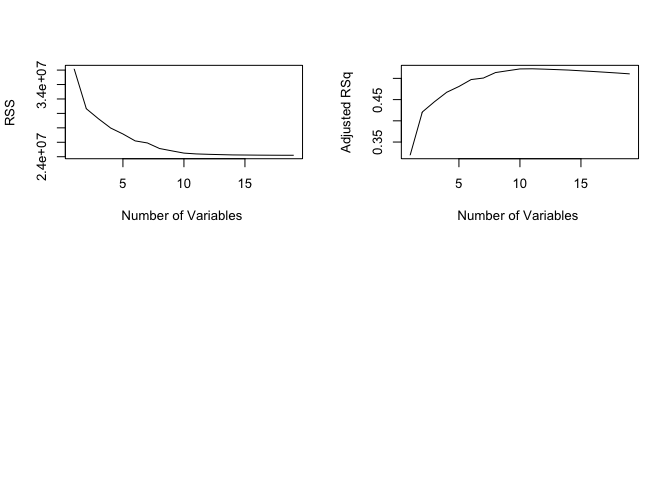 RSS
3.4e+07
2.4e+07
5 10 15
Number of Variables
Adjusted RSq
0.45
0.35
5 10 15
Number of Variables